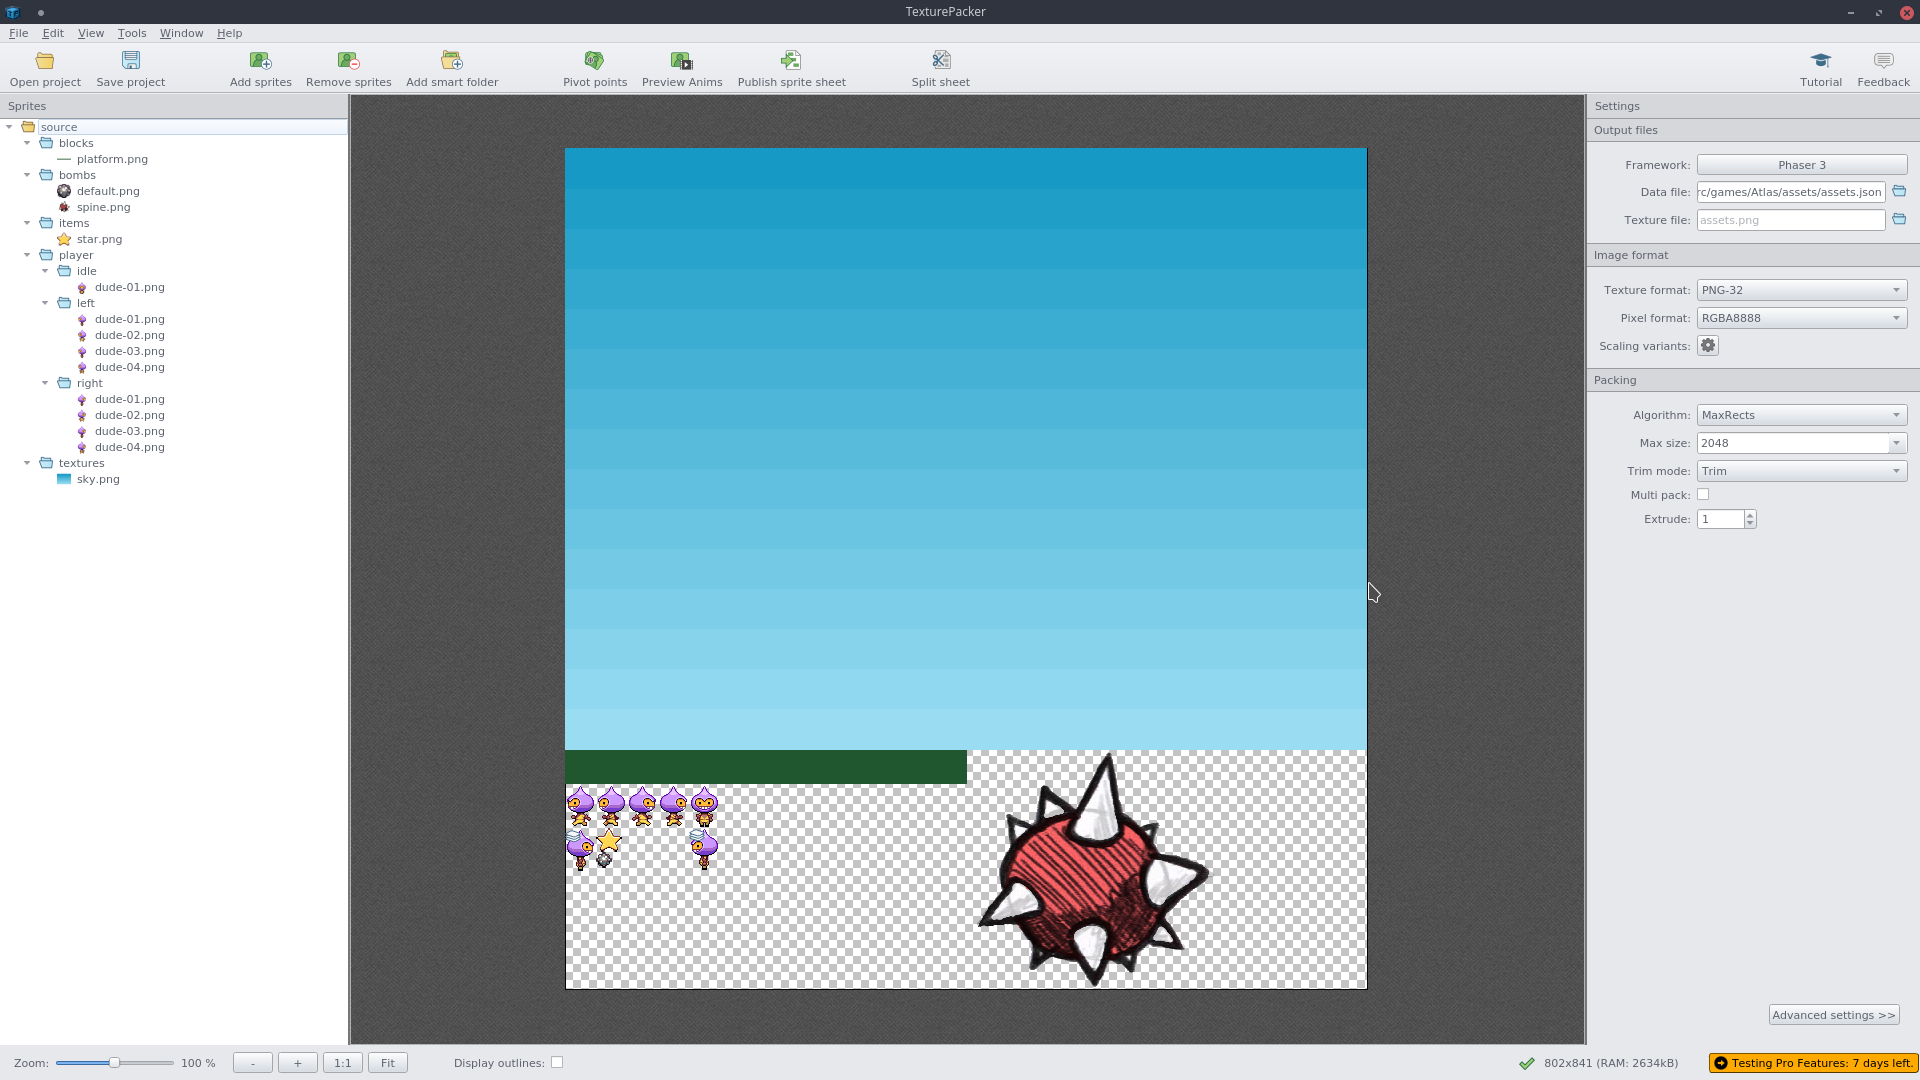 TexturePacker
File Edit View Tools Window Help
Open project Save project Add sprites Remove sprites Add smart folder Pivot points Preview Anims Publish sprite sheet Split sheet Tutorial Feedback
Sprites
source
blocks
platform.png
bombs
default.png
spine.png
items
star.png
player
idle
dude-01.png
left
dude-01.png
dude-02.png
dude-03.png
dude-04.png
right
dude-01.png
dude-02.png
dude-03.png
dude-04.png
textures
sky.png
Settings
Output files
Framework: Phaser 3
Data file: rc/games/Atlas/assets/assets.json
Texture file: assets.png
Image format
Texture format: PNG-32
Pixel format: RGBA8888
Scaling variants:
Packing
Algorithm: MaxRects
Max size: 2048
Trim mode: Trim
Multi pack:
Extrude: 1
Advanced settings >>
Zoom: 100 % - + 1:1 Fit Display outlines: 802x841 (RAM: 2634kB) Testing Pro Features: 7 days left.